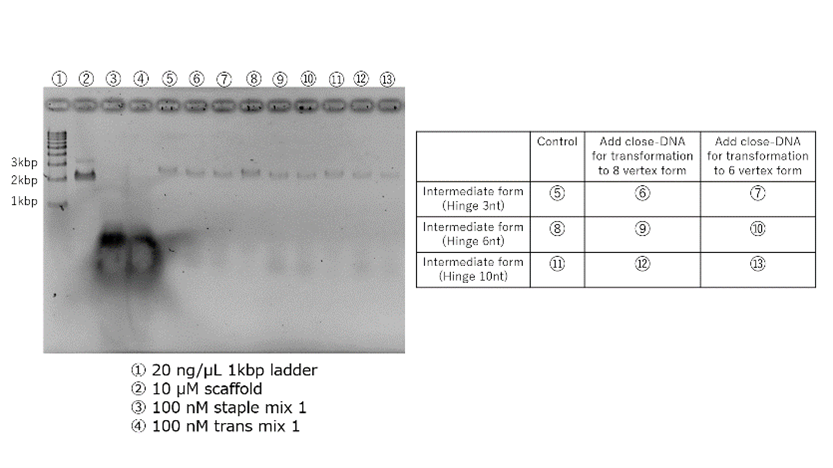 ① ② ③ ④ ⑤ ⑥ ⑦ ⑧ ⑨ ⑩ ⑪ ⑫ ⑬
3kbp
2kbp
1kbp
Control
Add close-DNA
for transformation
to 8 vertex form
Add close-DNA
for transformation
to 6 vertex form
Intermediate form
(Hinge 3nt)
⑤ ⑥ ⑦
Intermediate form
(Hinge 6nt)
⑧ ⑨ ⑩
Intermediate form
(Hinge 10nt)
⑪ ⑫ ⑬
① 20 ng/µL 1kbp ladder
② 10 µM scaffold
③ 100 nM staple mix 1
④ 100 nM trans mix 1